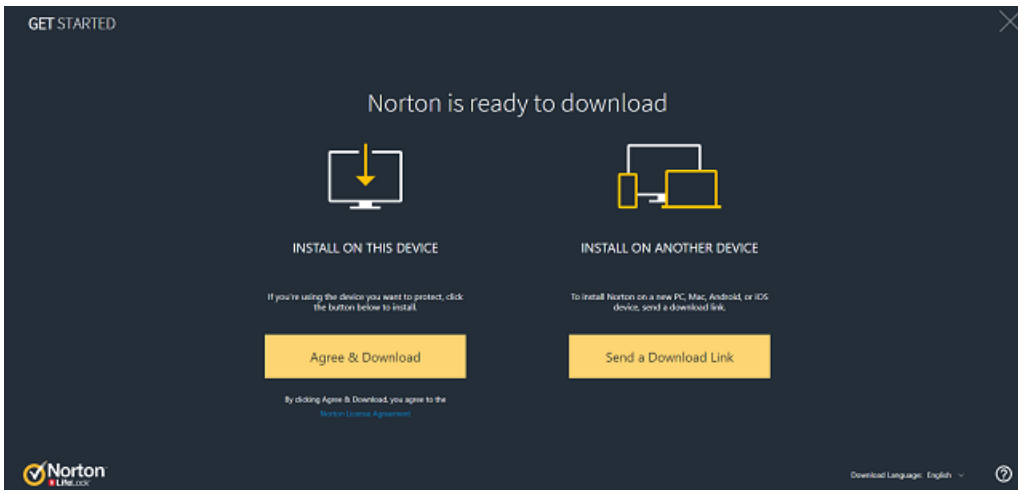 GET STARTED
Norton is ready to download
INSTALL ON THIS DEVICE
If you're using the device you want to protect, click
the button below to install.
Agree & Download
By clicking Agree & Download, you agree to the
Norton License Agreement
INSTALL ON ANOTHER DEVICE
To install Norton on a new PC, Mac, Android, or iOS
device, send a download link.
Send a Download Link
Norton
LifeLock
Download Language: English
?